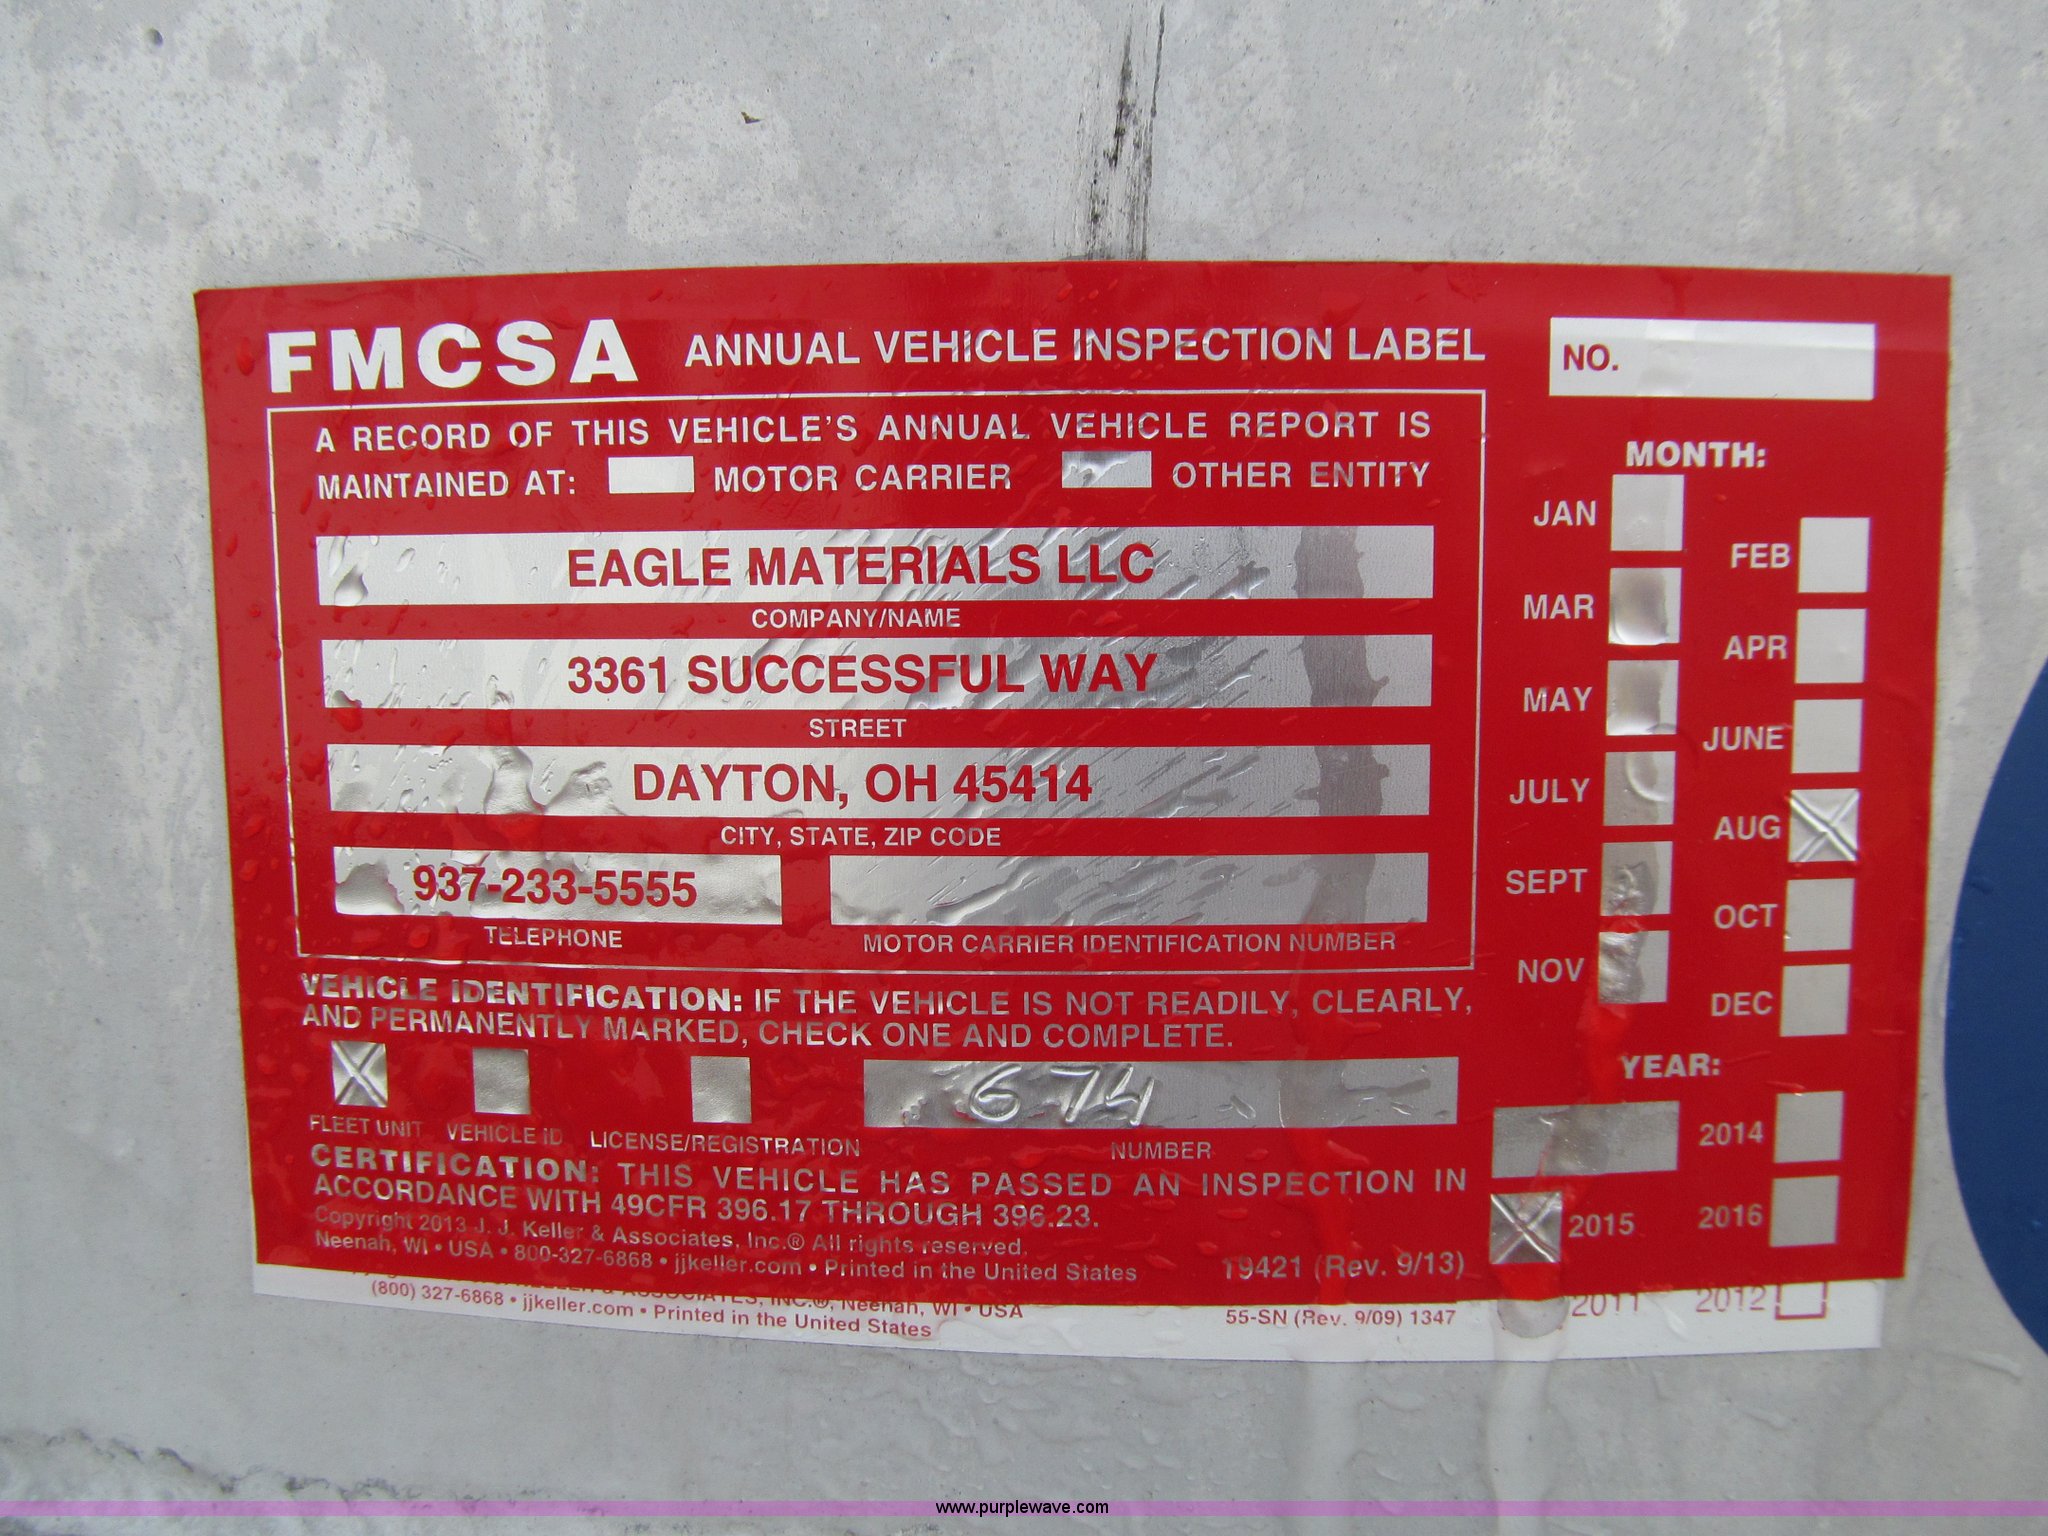 FMCSA ANNUAL VEHICLE INSPECTION LABEL
NO.
A RECORD OF THIS VEHICLE'S ANNUAL VEHICLE REPORT IS
MAINTAINED AT: MOTOR CARRIER OTHER ENTITY
EAGLE MATERIALS LLC
COMPANY/NAME
3361 SUCCESSFUL WAY
STREET
DAYTON, OH 45414
CITY, STATE, ZIP CODE
937-233-5555
TELEPHONE
MOTOR CARRIER IDENTIFICATION NUMBER
VEHICLE IDENTIFICATION: IF THE VEHICLE IS NOT READILY, CLEARLY,
AND PERMANENTLY MARKED, CHECK ONE AND COMPLETE.
674
FLEET UNIT VEHICLE ID LICENSE/REGISTRATION NUMBER
CERTIFICATION: THIS VEHICLE HAS PASSED AN INSPECTION IN
ACCORDANCE WITH 49CFR 396.17 THROUGH 396.23.
Copyright 2013 J. J. Keller & Associates, Inc.® All rights reserved.
Neenah, WI • USA • 800-327-6868 • jjkeller.com • Printed in the United States
19421 (Rev. 9/13)
MONTH:
JAN
FEB
MAR
APR
MAY
JUNE
JULY
AUG
SEPT
OCT
NOV
DEC
YEAR:
2014
2015
2016
& ASSOCIATES, INC.®, Neenah, WI • USA
(800) 327-6868 • jjkeller.com • Printed in the United States
55-SN (Rev. 9/09) 1347
2011 2012
www.purplewave.com